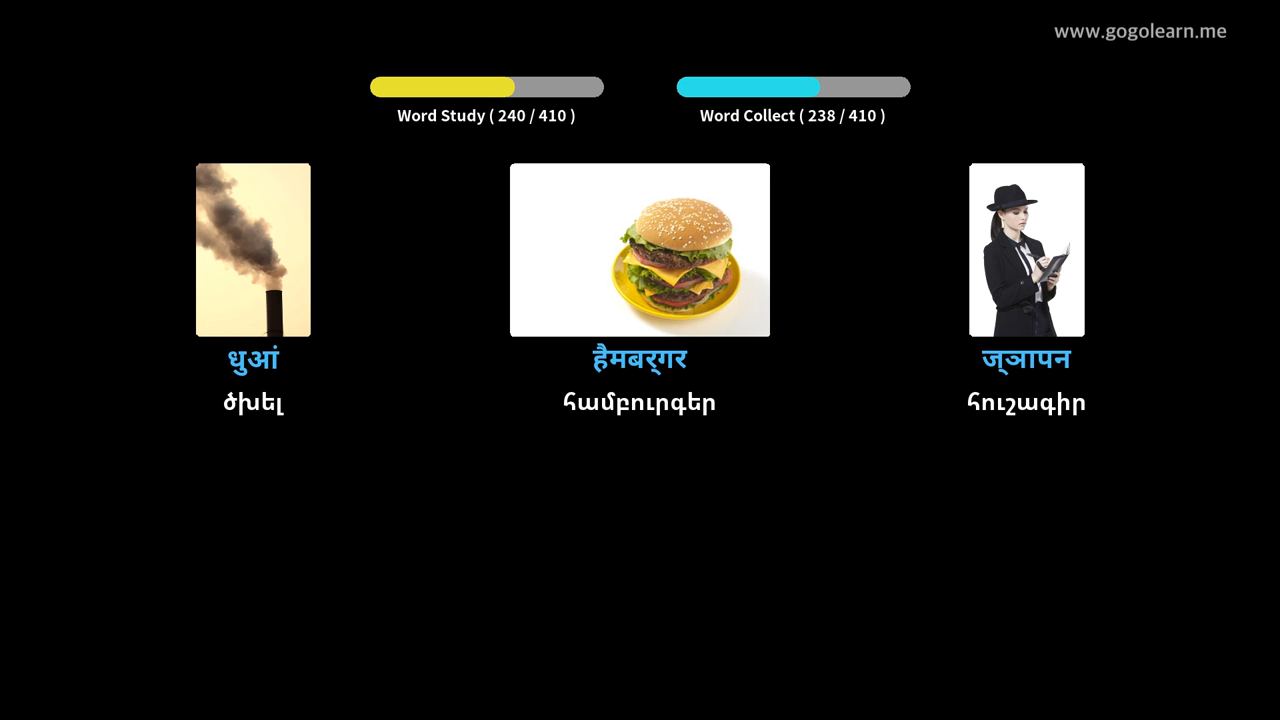 www.gogolearn.me
Word Study ( 240 / 410 )
Word Collect ( 238 / 410 )
धुआं
हैमबर्गर
ज्ञापन
ծխել
համբուրգեր
հուշագիր